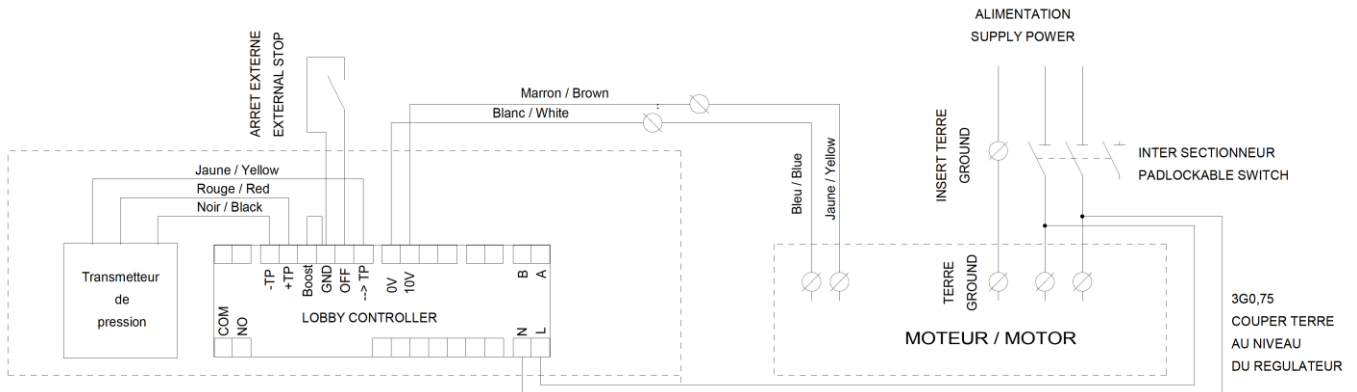 ALIMENTATION
SUPPLY POWER
ARRET EXTERNE
EXTERNAL STOP
Marron / Brown
Blanc / White
:
Jaune / Yellow
Rouge / Red
Noir / Black
Bleu / Blue
Jaune / Yellow
INSERT TERRE
GROUND
INTER SECTIONNEUR
PADLOCKABLE SWITCH
Transmetteur
de
pression
-TP
+TP
Boost
GND
OFF
--> TP
0V
10V
B
A
COM
NO
LOBBY CONTROLLER
N
L
TERRE
GROUND
MOTEUR / MOTOR
3G0,75
COUPER TERRE
AU NIVEAU
DU REGULATEUR